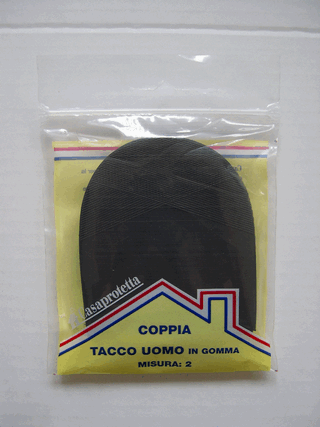 casaprotetta
COPPIA
TACCO UOMO IN GOMMA
MISURA: 2